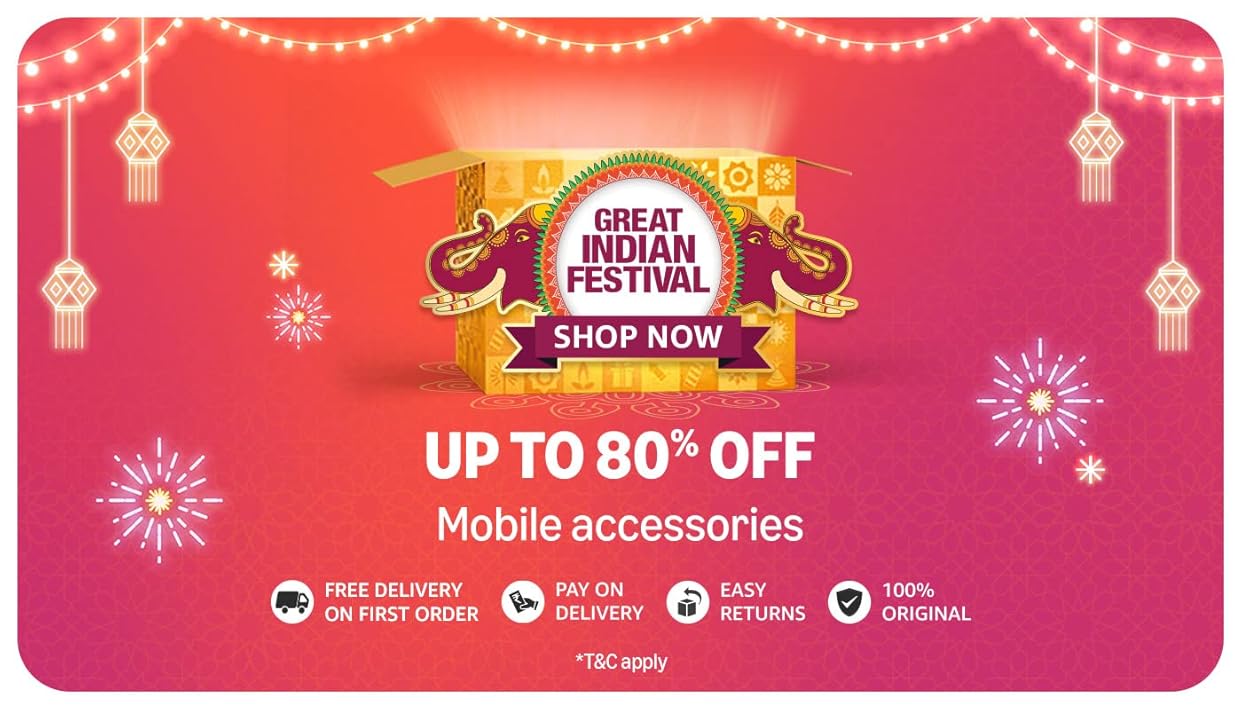 GREAT
INDIAN
FESTIVAL
SHOP NOW
UP TO 80% OFF
Mobile accessories
FREE DELIVERY
ON FIRST ORDER
PAY ON
DELIVERY
EASY
RETURNS
100%
ORIGINAL
*T&C apply